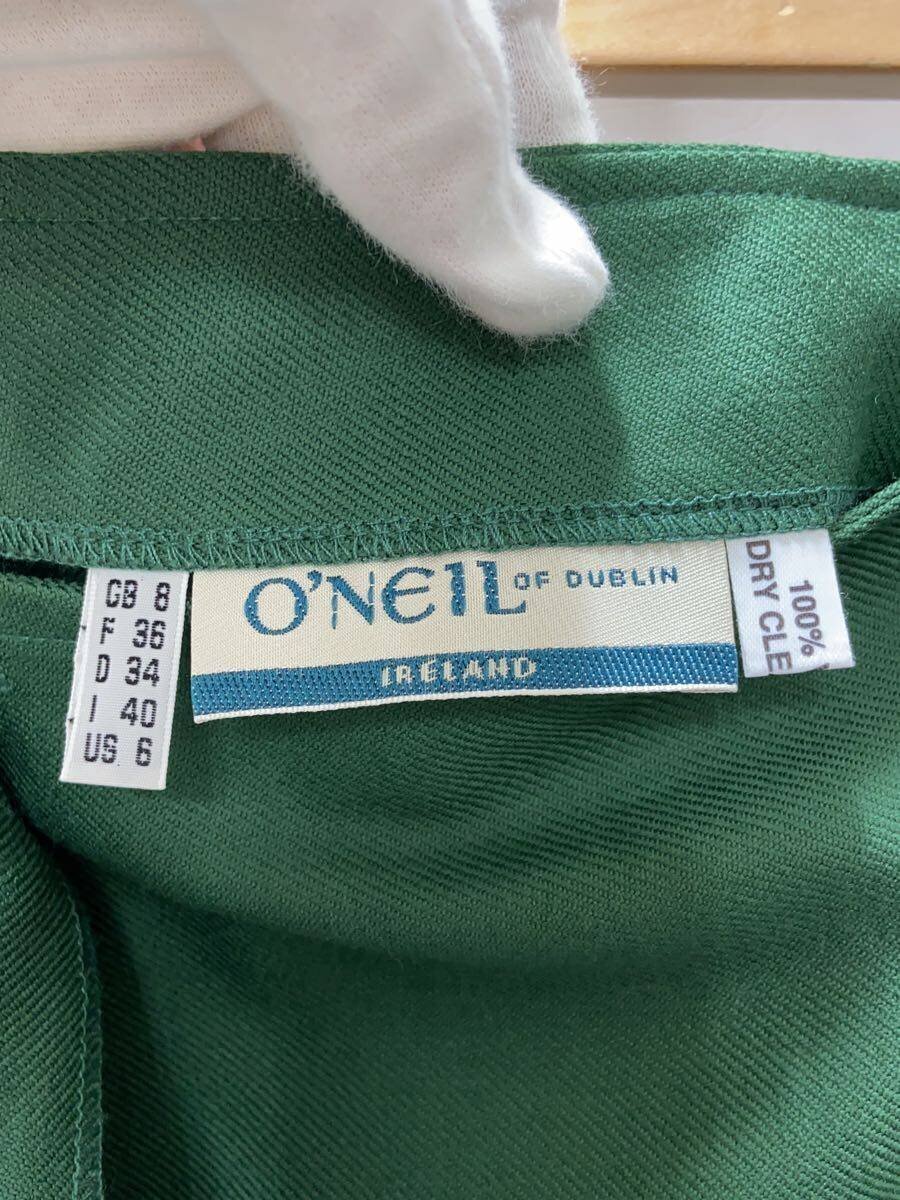 GB 8
F 36
D 34
I 40
US 6
O'NEIL OF DUBLIN
IRELAND
100%
DRY CLE